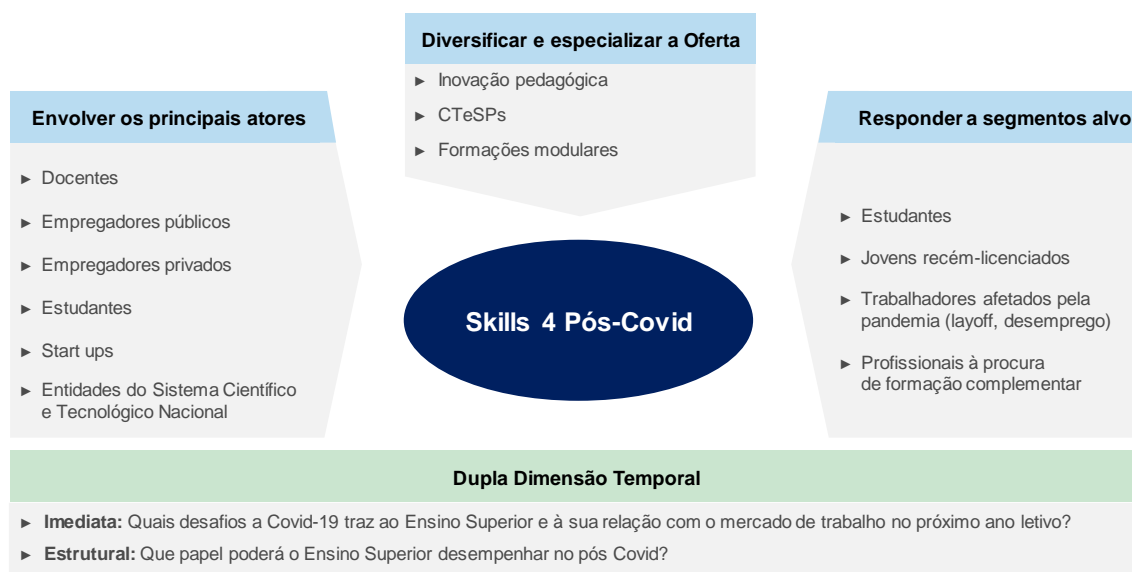 Diversificar e especializar a Oferta
► Inovação pedagógica
► CTeSPs
► Formações modulares
Envolver os principais atores
► Docentes
► Empregadores públicos
► Empregadores privados
► Estudantes
► Start ups
► Entidades do Sistema Científico
e Tecnológico Nacional
Skills 4 Pós-Covid
Responder a segmentos alvo
► Estudantes
► Jovens recém-licenciados
► Trabalhadores afetados pela
pandemia (layoff, desemprego)
► Profissionais à procura
de formação complementar
Dupla Dimensão Temporal
► Imediata: Quais desafios a Covid-19 traz ao Ensino Superior e à sua relação com o mercado de trabalho no próximo ano letivo?
► Estrutural: Que papel poderá o Ensino Superior desempenhar no pós Covid?